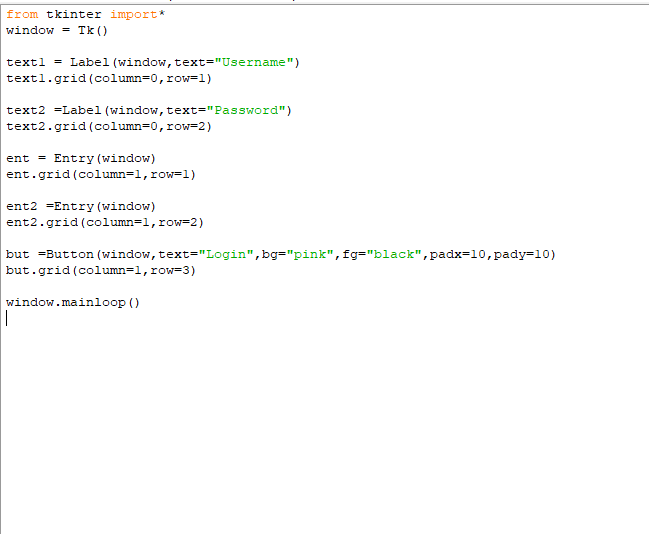 from tkinter import*
window = Tk()
text1 = Label(window,text="Username")
text1.grid(column=0,row=1)
text2 =Label(window,text="Password")
text2.grid(column=0,row=2)
ent = Entry(window)
ent.grid(column=1,row=1)
ent2 =Entry(window)
ent2.grid(column=1,row=2)
but =Button(window,text="Login",bg="pink",fg="black",padx=10,pady=10)
but.grid(column=1,row=3)
window.mainloop()